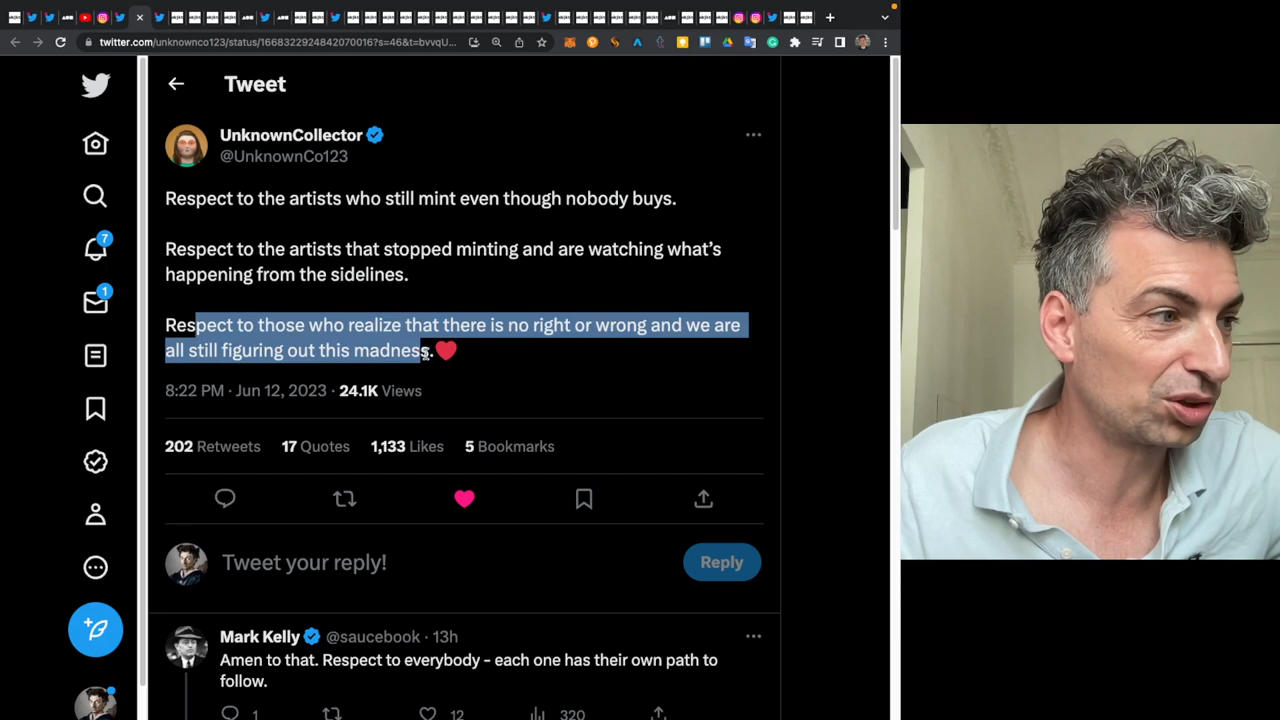 twitter.com/unknownco123/status/1668322924842070016?s=46&t=bvvqU...
Tweet
UnknownCollector
@UnknownCo123
Respect to the artists who still mint even though nobody buys.
Respect to the artists that stopped minting and are watching what's
happening from the sidelines.
Respect to those who realize that there is no right or wrong and we are
all still figuring out this madness.
8:22 PM · Jun 12, 2023 · 24.1K Views
202 Retweets 17 Quotes 1,133 Likes 5 Bookmarks
7
1
Tweet your reply!
Reply
Mark Kelly @saucebook · 13h
Amen to that. Respect to everybody – each one has their own path to
follow.
1 12 320